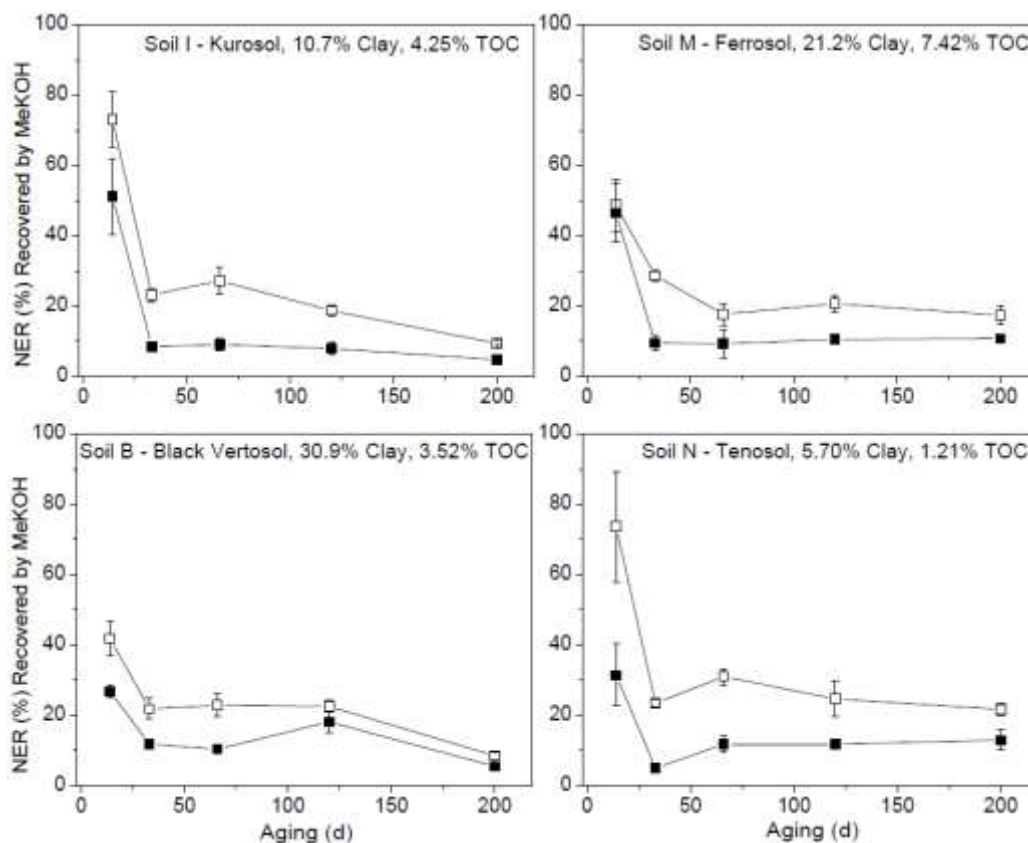 Soil I - Kurosol, 10.7% Clay, 4.25% TOC
NER (%) Recovered by MeKOH
100
80
60
40
20
0
0 50 100 150 200
Soil M - Ferrosol, 21.2% Clay, 7.42% TOC
100
80
60
40
20
0
0 50 100 150 200
Soil B - Black Vertosol, 30.9% Clay, 3.52% TOC
NER (%) Recovered by MeKOH
100
80
60
40
20
0
0 50 100 150 200
Aging (d)
Soil N - Tenosol, 5.70% Clay, 1.21% TOC
100
80
60
40
20
0
0 50 100 150 200
Aging (d)